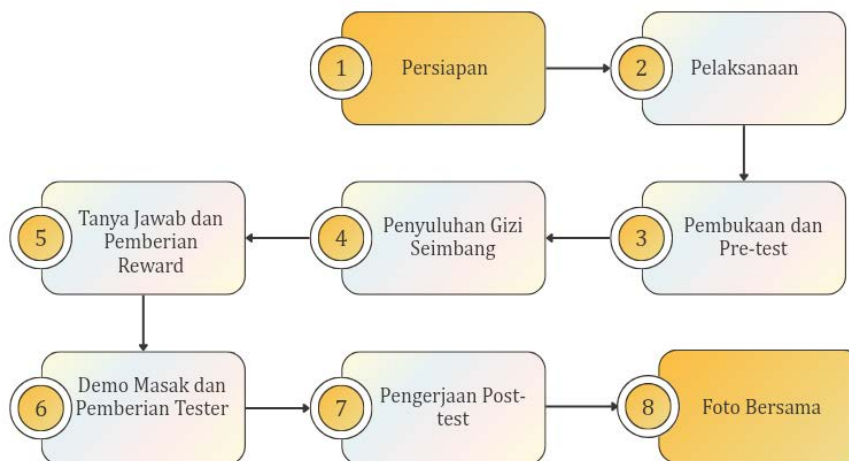 1
Persiapan
2
Pelaksanaan
3
Pembukaan dan
Pre-test
4
Penyuluhan Gizi
Seimbang
5
Tanya Jawab dan
Pemberian
Reward
6
Demo Masak dan
Pemberian Tester
7
Pengerjaan Post-
test
8
Foto Bersama